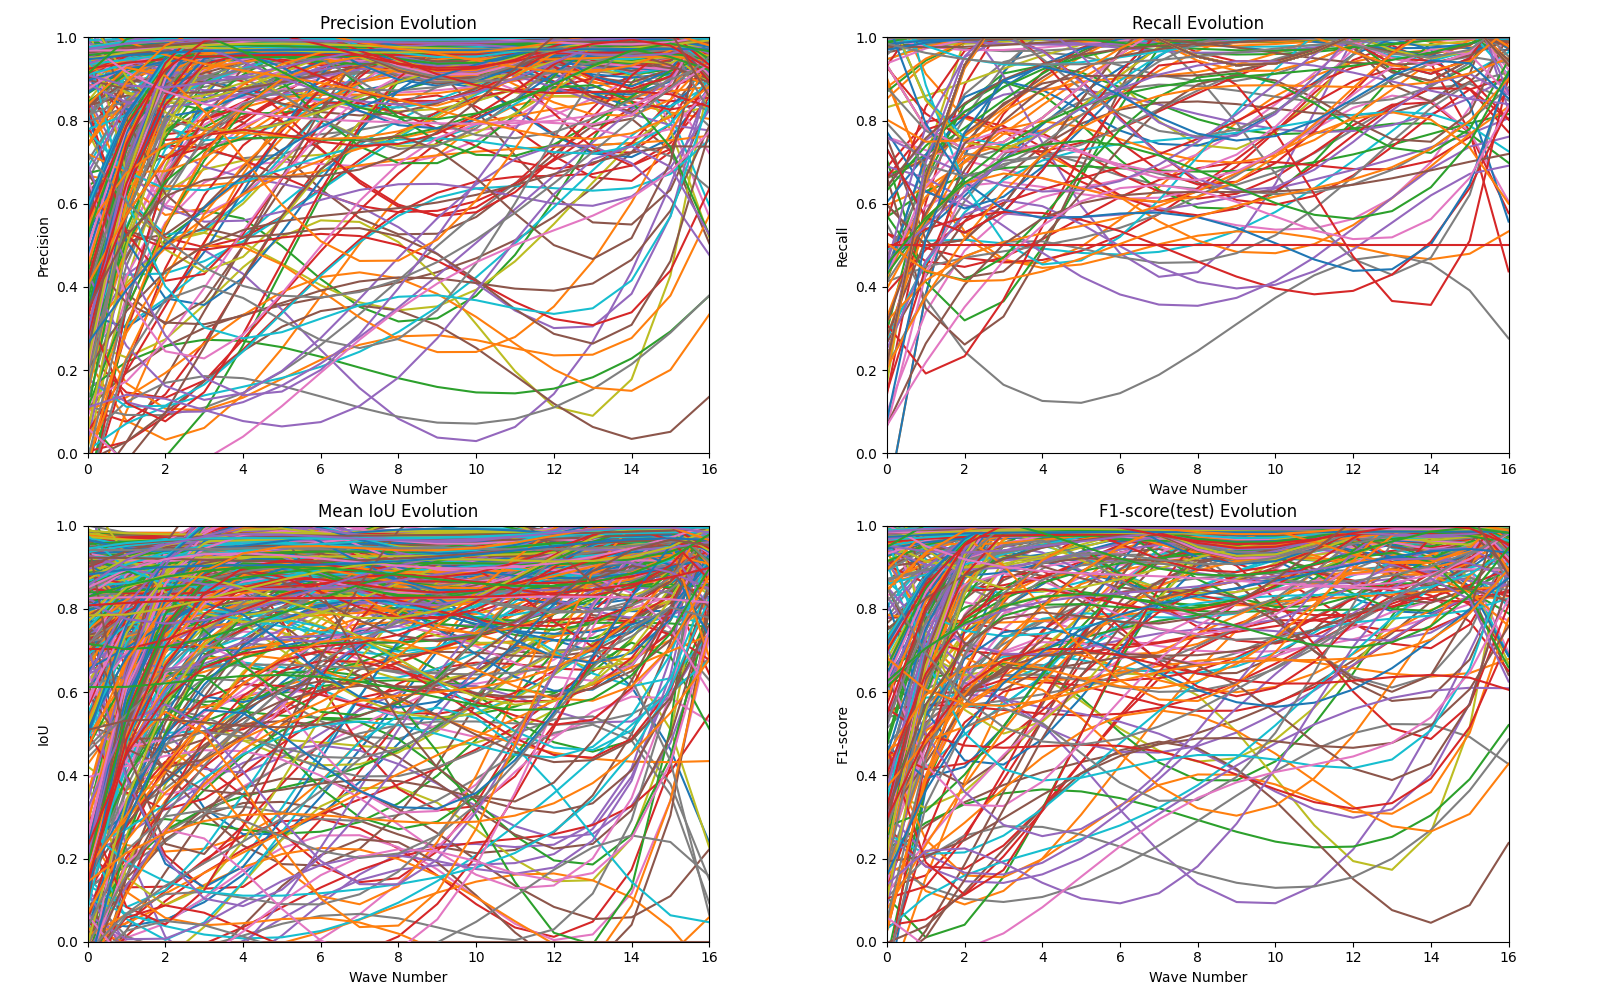 Precision Evolution
1.0
0.8
0.6
0.4
0.2
0.0
Precision
0 2 4 6 8 10 12 14 16
Wave Number
Recall Evolution
1.0
0.8
0.6
0.4
0.2
0.0
Recall
0 2 4 6 8 10 12 14 16
Wave Number
Mean IoU Evolution
1.0
0.8
0.6
0.4
0.2
0.0
IoU
0 2 4 6 8 10 12 14 16
Wave Number
F1-score(test) Evolution
1.0
0.8
0.6
0.4
0.2
0.0
F1-score
0 2 4 6 8 10 12 14 16
Wave Number